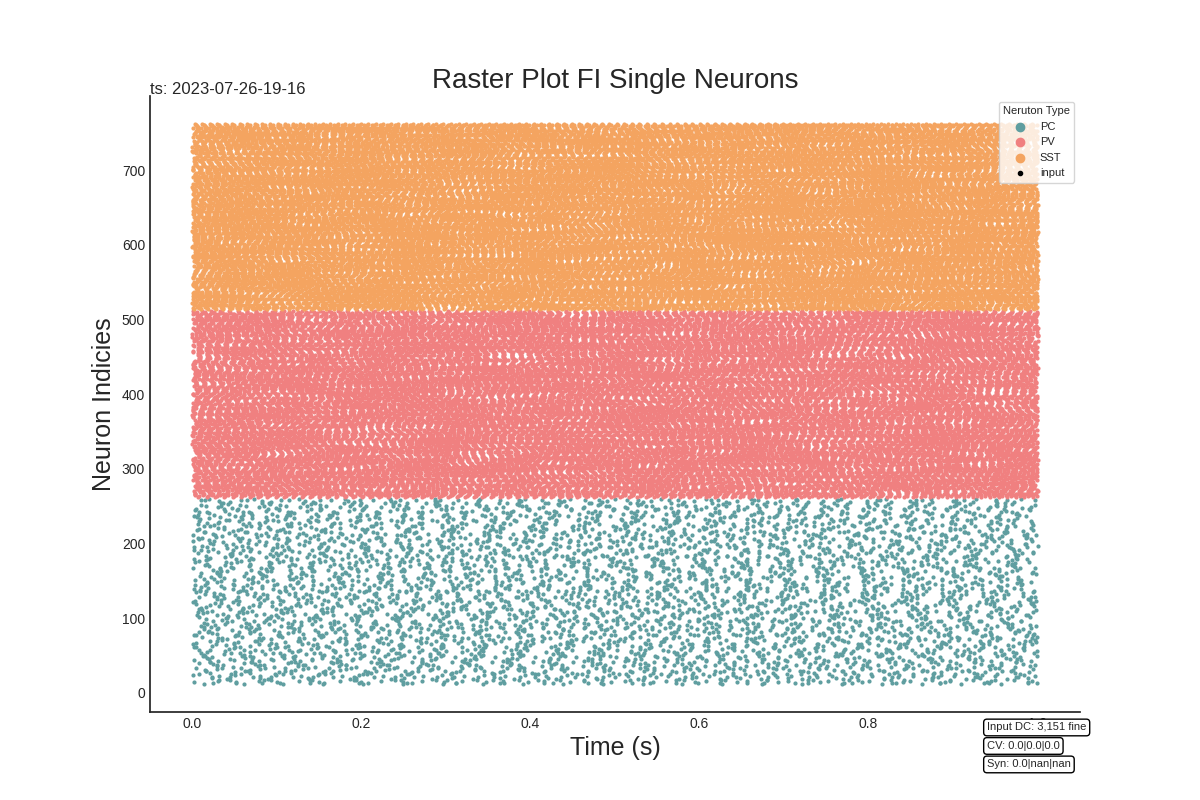 Raster Plot FI Single Neurons
ts: 2023-07-26-19-16
Neruton Type
PC
PV
SST
input
Neuron Indicies
700
600
500
400
300
200
100
0
0.0
0.2
0.4
0.6
0.8
Time (s)
Input DC: 3,151 fine
CV: 0.0|0.0|0.0
Syn: 0.0|nan|nan